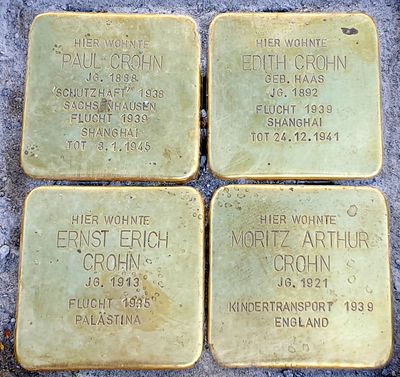 HIER WOHNTE
PAUL CROHN
JG. 1888
"SCHUTZHAFT" 1938
SACHSENHAUSEN
FLUCHT 1939
SHANGHAI
TOT 8.1.1945
HIER WOHNTE
EDITH CROHN
GEB. HAAS
JG. 1892
FLUCHT 1939
SHANGHAI
TOT 24.12.1941
HIER WOHNTE
ERNST ERICH
CROHN
JG. 1913
FLUCHT 1935
PALÄSTINA
HIER WOHNTE
MORITZ ARTHUR
CROHN
JG. 1921
KINDERTRANSPORT 1939
ENGLAND